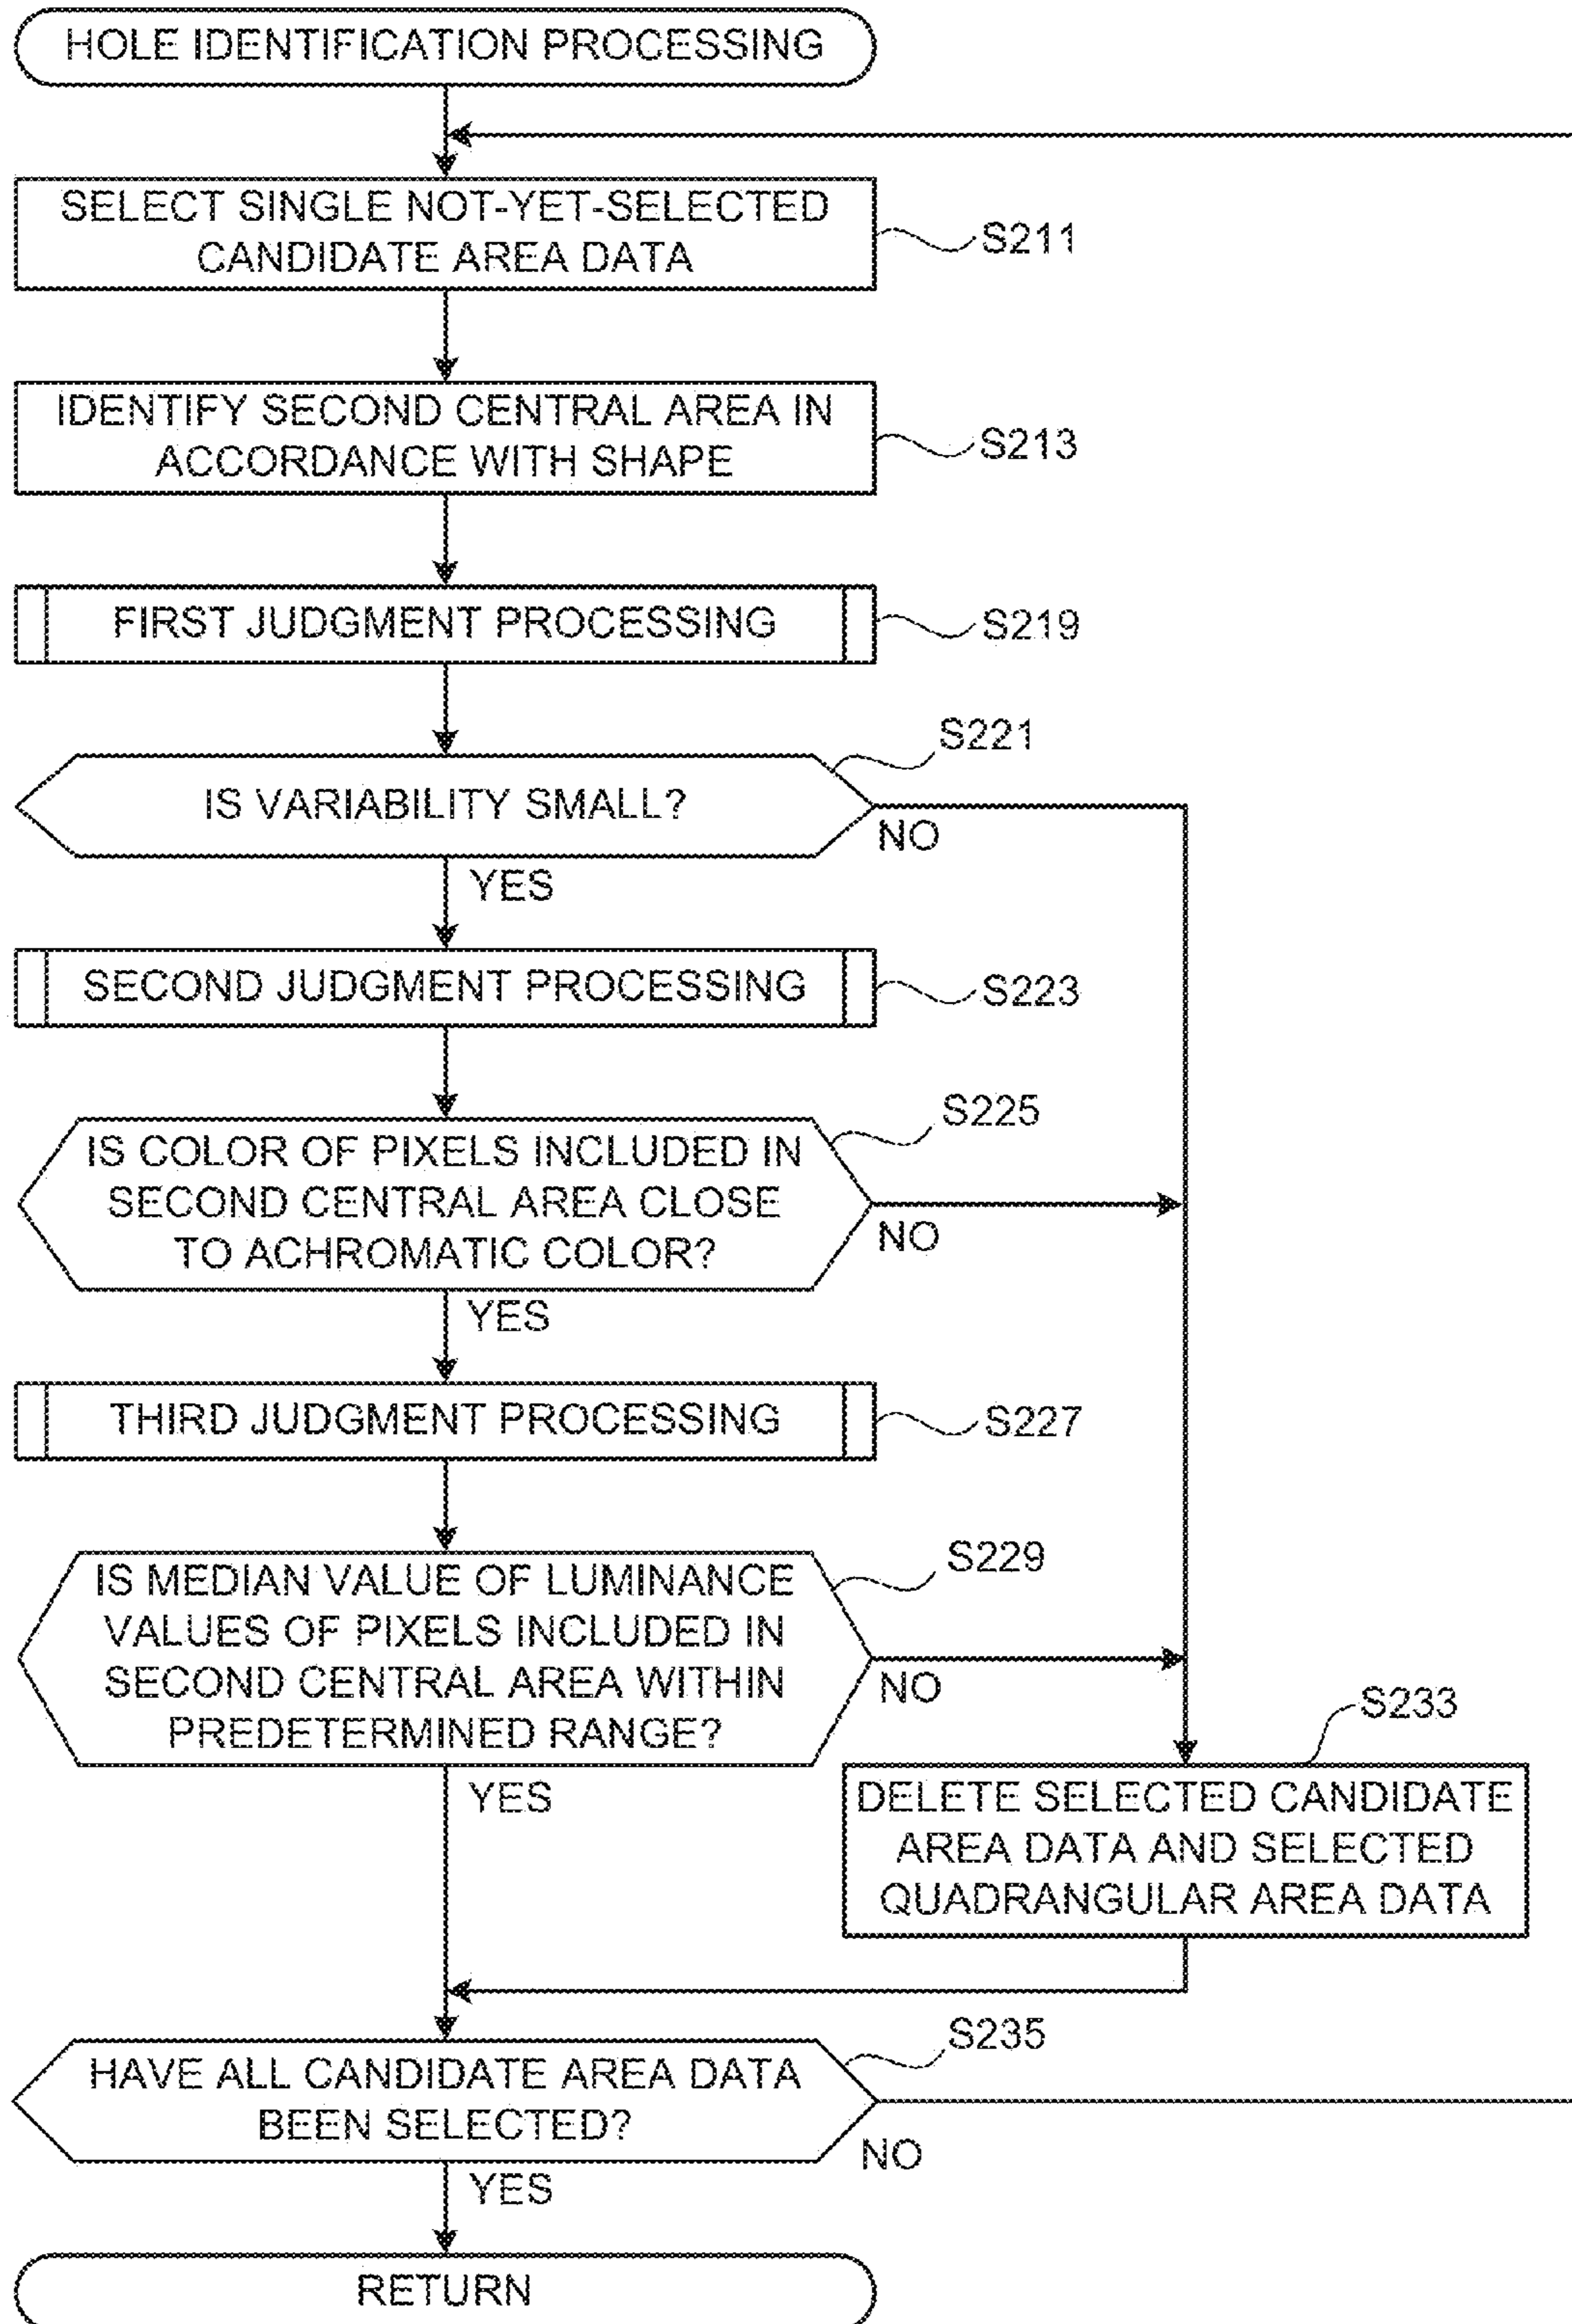 HOLE IDENTIFICATION PROCESSING
SELECT SINGLE NOT-YET-SELECTED
CANDIDATE AREA DATA
S211
IDENTIFY SECOND CENTRAL AREA IN
ACCORDANCE WITH SHAPE
S213
FIRST JUDGMENT PROCESSING
S219
S221
IS VARIABILITY SMALL?
NO
YES
SECOND JUDGMENT PROCESSING
S223
S225
IS COLOR OF PIXELS INCLUDED IN
SECOND CENTRAL AREA CLOSE
TO ACHROMATIC COLOR?
NO
YES
THIRD JUDGMENT PROCESSING
S227
S229
IS MEDIAN VALUE OF LUMINANCE
VALUES OF PIXELS INCLUDED IN
SECOND CENTRAL AREA WITHIN
PREDETERMINED RANGE?
NO
YES
S233
DELETE SELECTED CANDIDATE
AREA DATA AND SELECTED
QUADRANGULAR AREA DATA
S235
HAVE ALL CANDIDATE AREA DATA
BEEN SELECTED?
NO
YES
RETURN